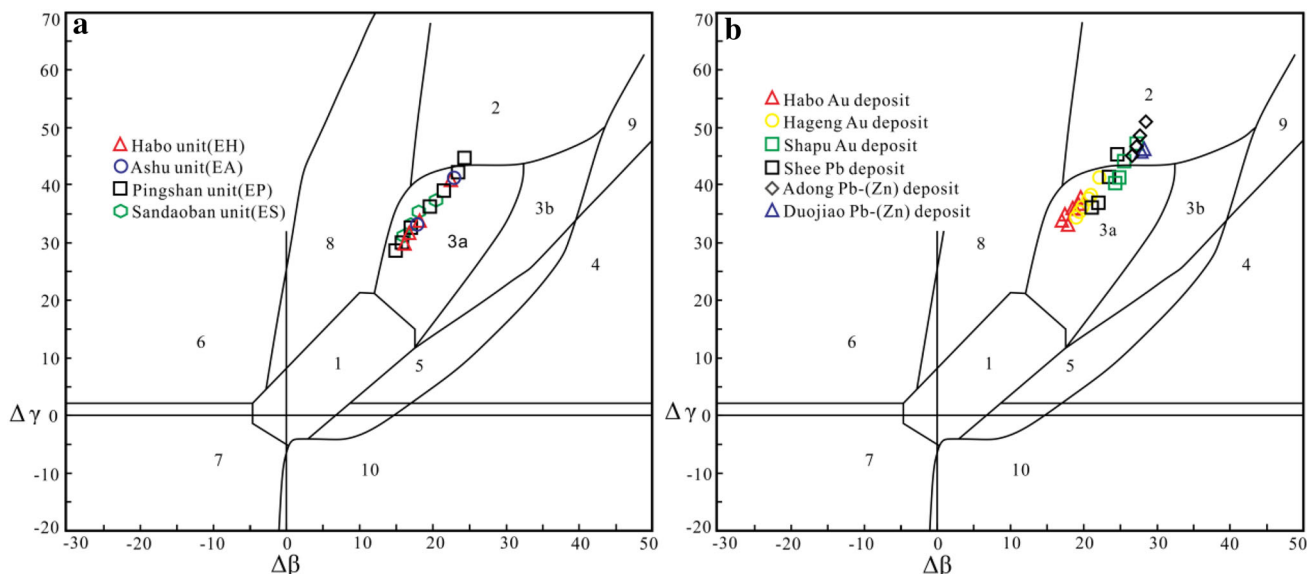 a
70
60
50
40
30
20
10
Δγ 0
-10
-20
-30
-20
-10
0
10
20
30
40
50
Δβ
Habo unit(EH)
Ashu unit(EA)
Pingshan unit(EP)
Sandaoban unit(ES)
2
9
8
3a
3b
4
6
1
5
7
10
b
70
60
50
40
30
20
10
Δγ 0
-10
-20
-30
-20
-10
0
10
20
30
40
50
Δβ
Habo Au deposit
Hageng Au deposit
Shapu Au deposit
Shee Pb deposit
Adong Pb-(Zn) deposit
Duojiao Pb-(Zn) deposit
2
9
8
3a
3b
4
6
1
5
7
10